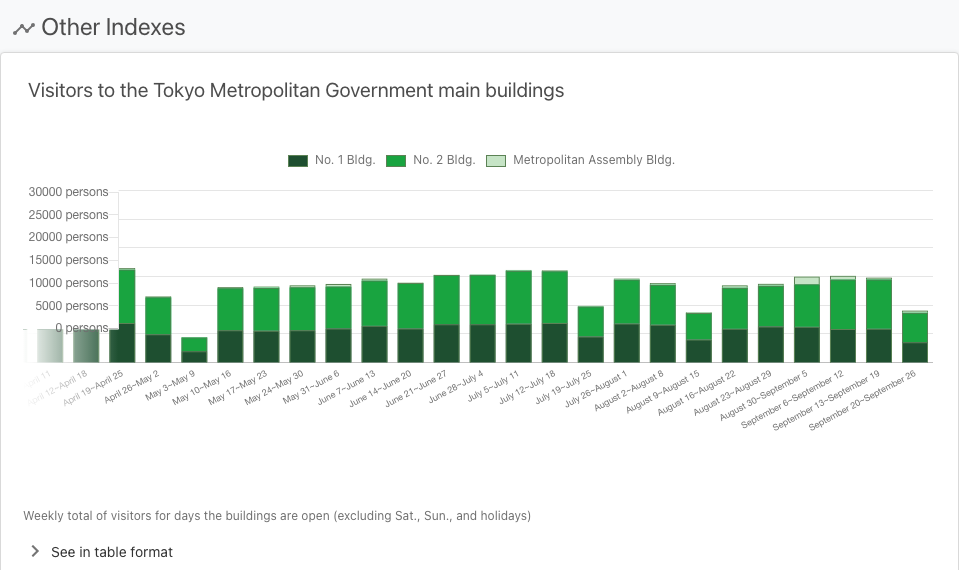 Other Indexes
Visitors to the Tokyo Metropolitan Government main buildings
No. 1 Bldg. No. 2 Bldg. Metropolitan Assembly Bldg.
30000 persons
25000 persons
20000 persons
15000 persons
10000 persons
5000 persons
0 persons
11
April 12~April 18
April 19~April 25
April 26~May 2
May 3~May 9
May 10~May 16
May 17~May 23
May 24~May 30
May 31~June 6
June 7~June 13
June 14~June 20
June 21~June 27
June 28~July 4
July 5~July 11
July 12~July 18
July 19~July 25
July 26~August 1
August 2~August 8
August 9~August 15
August 16~August 22
August 23~August 29
August 30~September 5
September 6~September 12
September 13~September 19
September 20~September 26
Weekly total of visitors for days the buildings are open (excluding Sat., Sun., and holidays)
See in table format